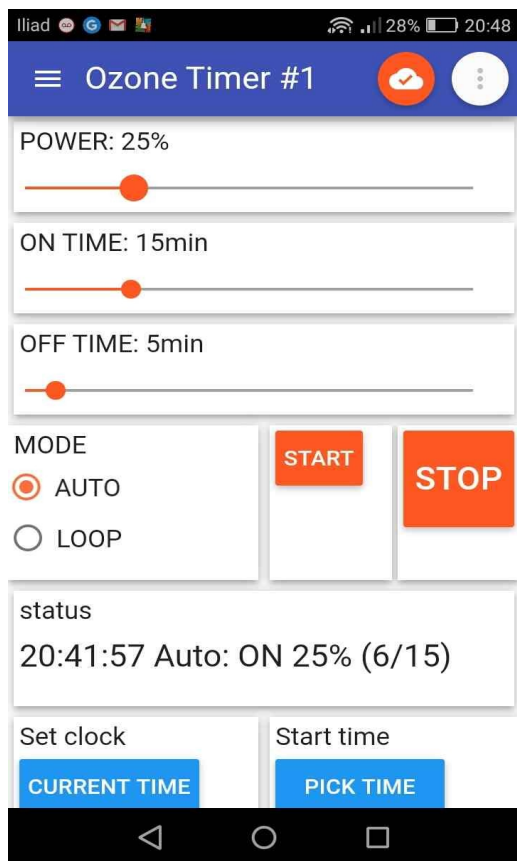 Iliad 28% 20:48
Ozone Timer #1
POWER: 25%
ON TIME: 15min
OFF TIME: 5min
MODE
AUTO
LOOP
START
STOP
status
20:41:57 Auto: ON 25% (6/15)
Set clock
CURRENT TIME
Start time
PICK TIME